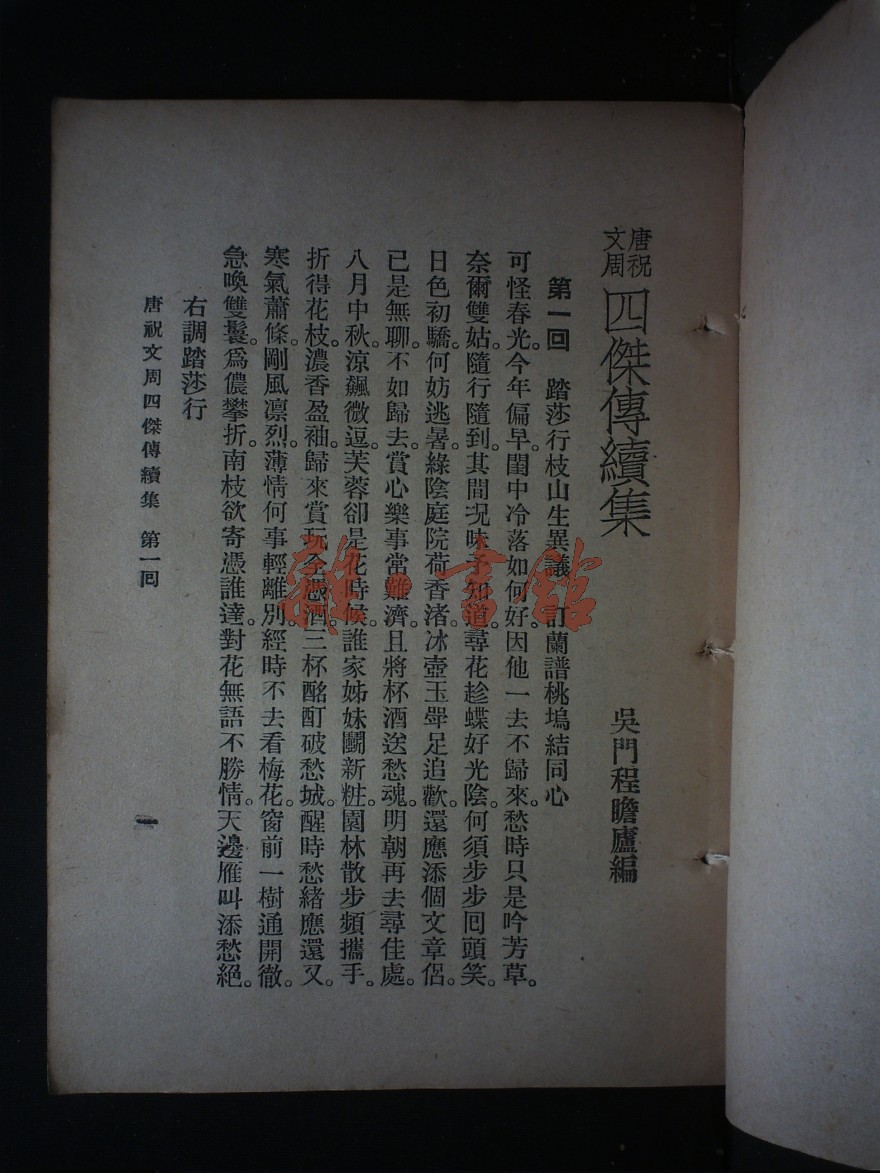 唐祝文周四傑傳續集
吳門程瞻廬編
第一回　踏莎行枝山生異議　訂蘭譜桃塢結同心
可怪春光。今年偏早。閨中冷落如何好。因他一去不歸來。愁時只是吟芳草。
奈爾雙姑。隨行隨到。其間況味予知道。尋花趁蝶好光陰。何須步步回頭笑。
日色初驕。何妨逃暑。綠陰庭院荷香渚。冰壺玉斝足追歡。還應添個文章侶。
已是無聊。不如歸去。賞心樂事常難濟。且將杯酒送愁魂。明朝再去尋佳處。
八月中秋。涼飆微逗。芙蓉卻是花時候。誰家姊妹鬭新粧。園林散步頻攜手。
折得花枝。濃香盈袖。歸來賞玩全憑酒。三杯酩酊破愁城。醒時愁緒應還又。
寒氣蕭條。剛風凛烈。薄情何事輕離別。經時不去看梅花。窗前一樹通開徹。
急喚雙鬟。爲儂攀折。南枝欲寄憑誰達。對花無語不勝情。天邊雁叫添愁絕。
右調踏莎行
唐祝文周四傑傳續集　第一回
一
雜·書館